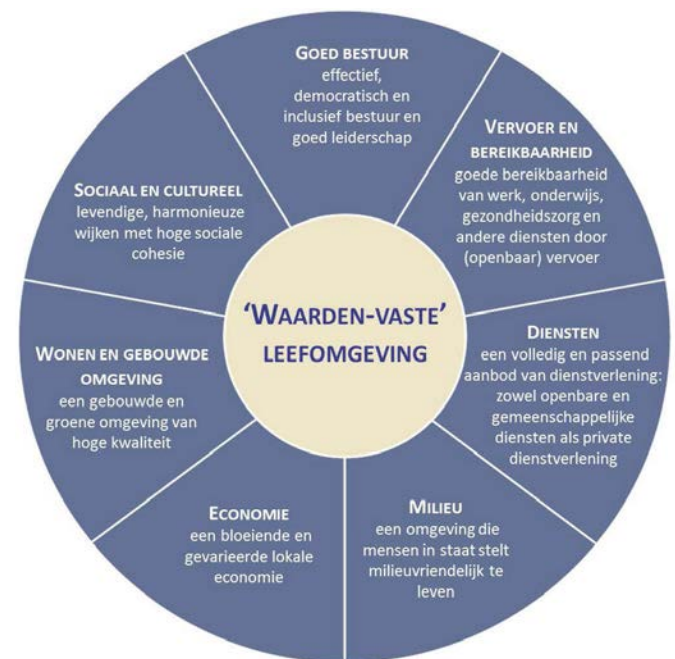 GOED BESTUUR
effectief,
democratisch en
inclusief bestuur en
goed leiderschap
VERVOER EN
BEREIKBAARHEID
goede bereikbaarheid
van werk, onderwijs,
gezondheidszorg en
andere diensten door
(openbaar) vervoer
DIENSTEN
een volledig en passend
aanbod van dienstverlening:
zowel openbare en
gemeenschappelijke
diensten als private
dienstverlening
MILIEU
een omgeving die
mensen in staat stelt
milieuvriendelijk te
leven
ECONOMIE
een bloeiende en
gevarieerde lokale
economie
WONEN EN GEBOUWDE
OMGEVING
een gebouwde en
groene omgeving van
hoge kwaliteit
SOCIAAL EN CULTUREEL
levendige, harmonieuze
wijken met hoge sociale
cohesie
‘WAARDEN-VASTE’
LEEFOMGEVING